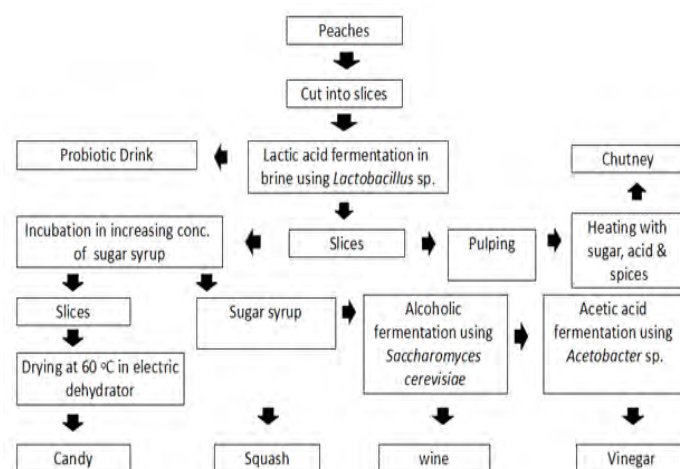 Peaches
Cut into slices
Probiotic Drink
Lactic acid fermentation in
brine using Lactobacillus sp.
Chutney
Incubation in increasing conc.
of sugar syrup
Slices
Pulping
Heating with
sugar, acid &
spices
Slices
Sugar syrup
Alcoholic
fermentation using
Saccharomyces
cerevisiae
Acetic acid
fermentation using
Acetobacter sp.
Drying at 60 ºC in electric
dehydrator
Candy
Squash
wine
Vinegar